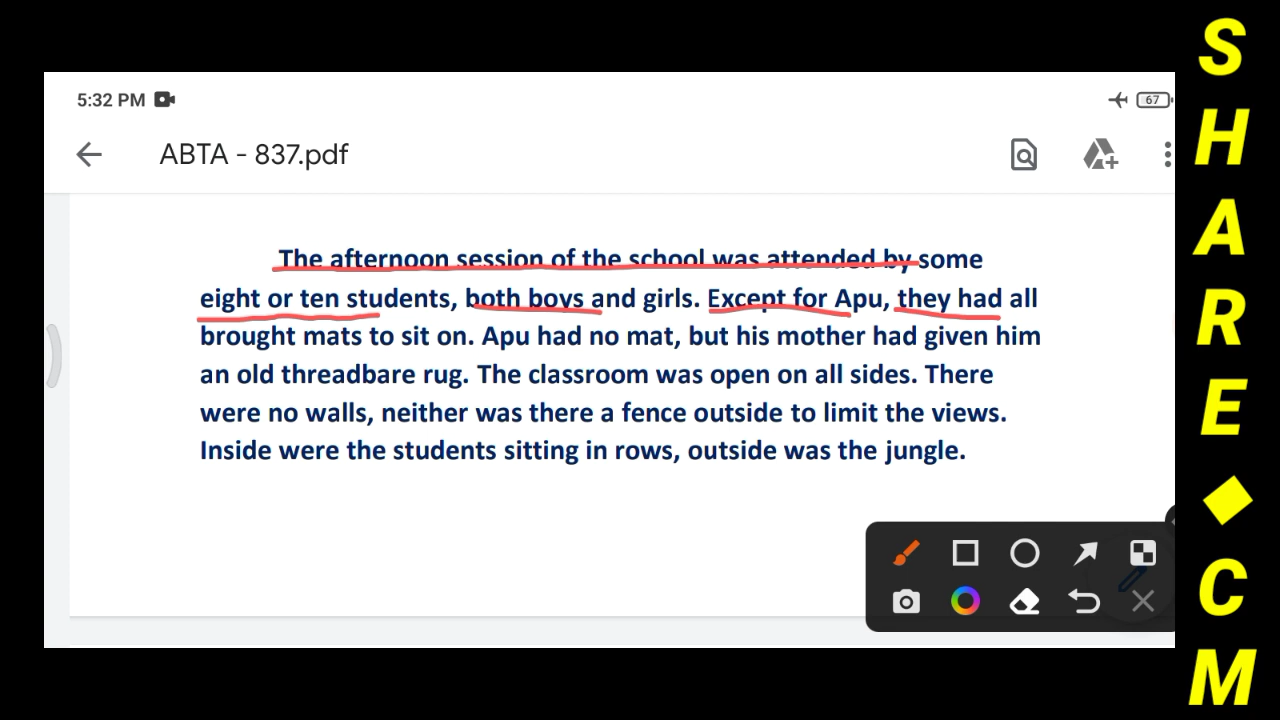 5:32 PM
67
ABTA - 837.pdf
The afternoon session of the school was attended by some
eight or ten students, both boys and girls. Except for Apu, they had all
brought mats to sit on. Apu had no mat, but his mother had given him
an old threadbare rug. The classroom was open on all sides. There
were no walls, neither was there a fence outside to limit the views.
Inside were the students sitting in rows, outside was the jungle.
SHARE◆CM